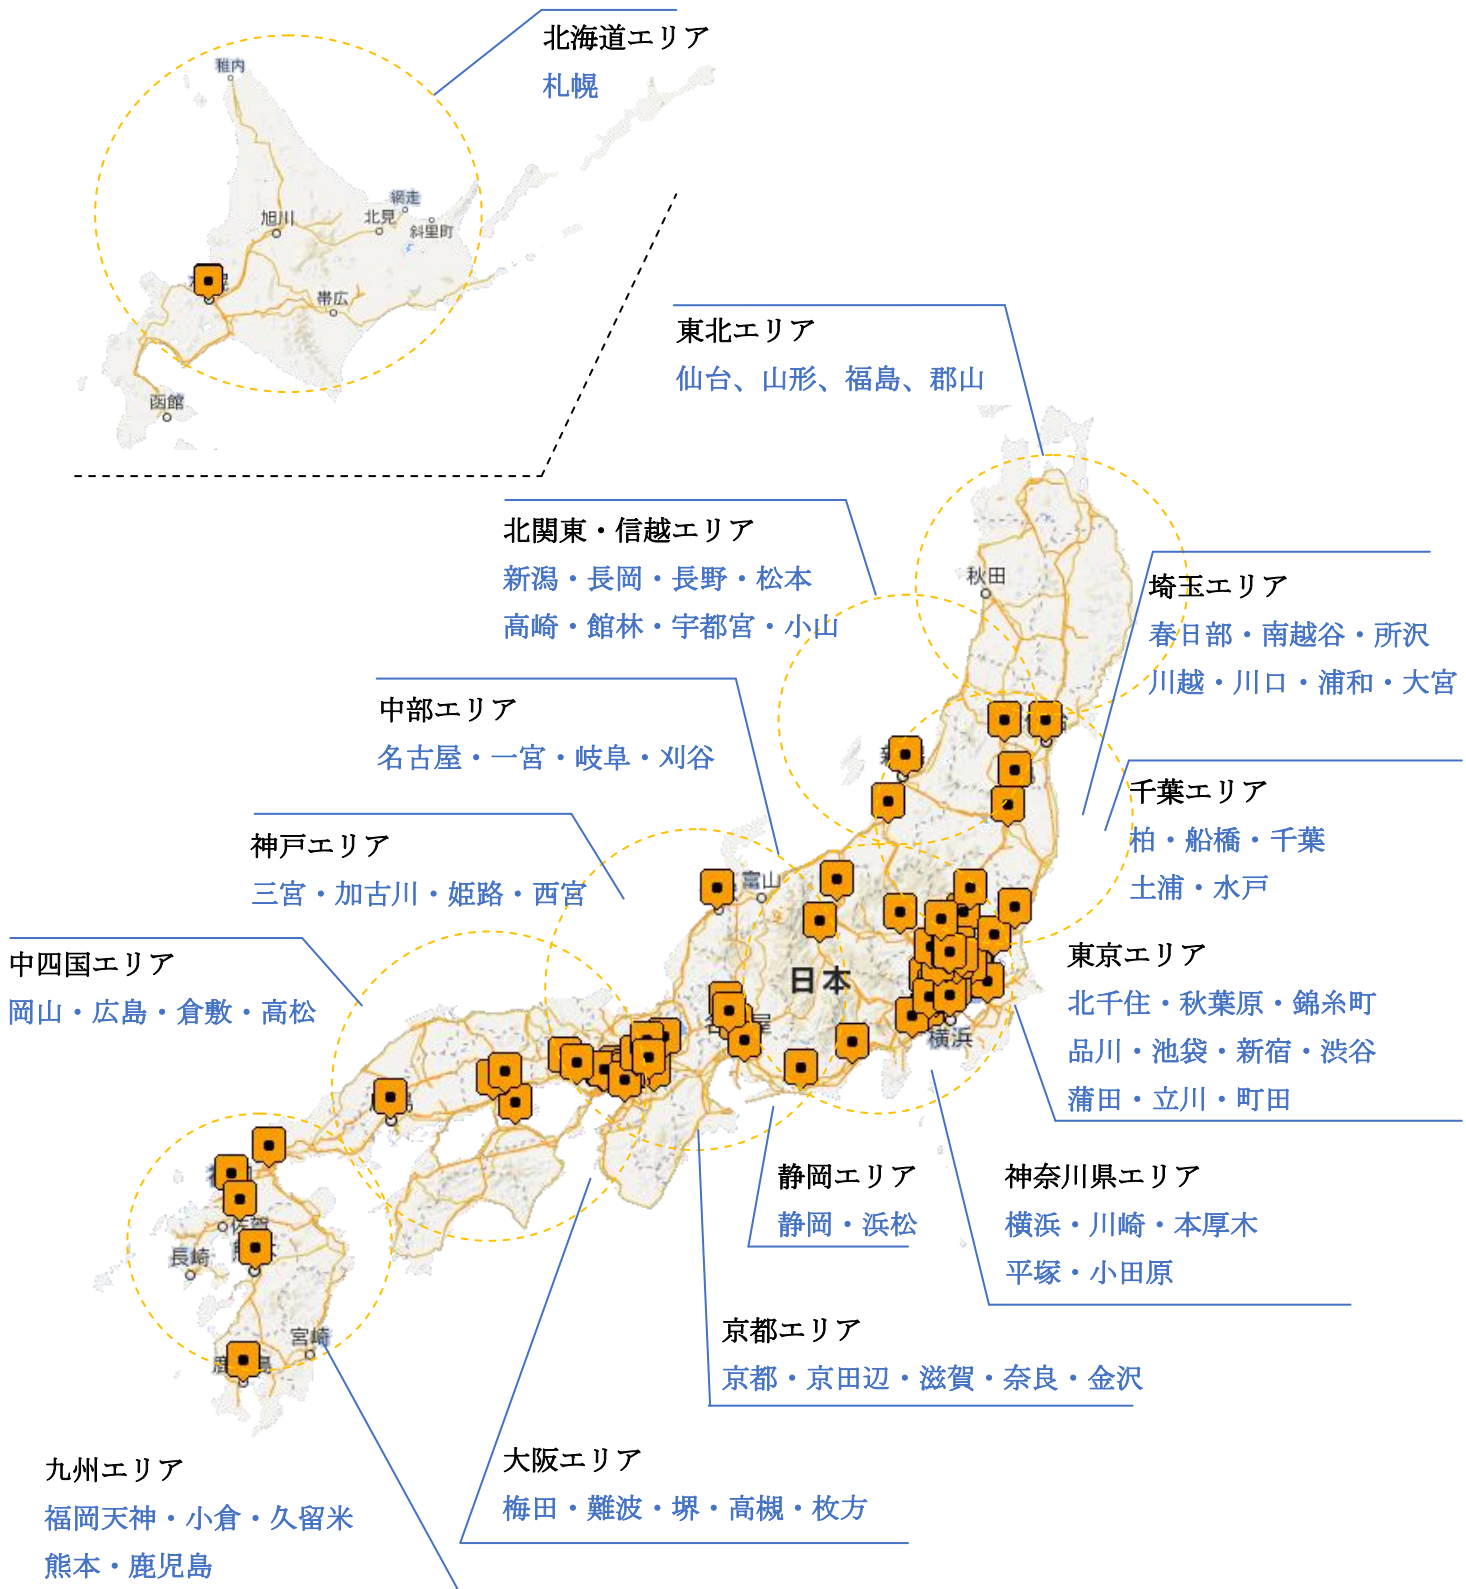 北海道エリア
札幌
稚内
網走
旭川
北見
斜里町
帯広
函館
東北エリア
仙台、山形、福島、郡山
北関東・信越エリア
新潟・長岡・長野・松本
高崎・館林・宇都宮・小山
秋田
埼玉エリア
春日部・南越谷・所沢
川越・川口・浦和・大宮
中部エリア
名古屋・一宮・岐阜・刈谷
千葉エリア
柏・船橋・千葉
土浦・水戸
神戸エリア
三宮・加古川・姫路・西宮
富山
中四国エリア
岡山・広島・倉敷・高松
日本
東京エリア
北千住・秋葉原・錦糸町
品川・池袋・新宿・渋谷
蒲田・立川・町田
横浜
静岡エリア
静岡・浜松
神奈川県エリア
横浜・川崎・本厚木
平塚・小田原
佐賀
長崎
宮崎
京都エリア
京都・京田辺・滋賀・奈良・金沢
大阪エリア
梅田・難波・堺・高槻・枚方
九州エリア
福岡天神・小倉・久留米
熊本・鹿児島